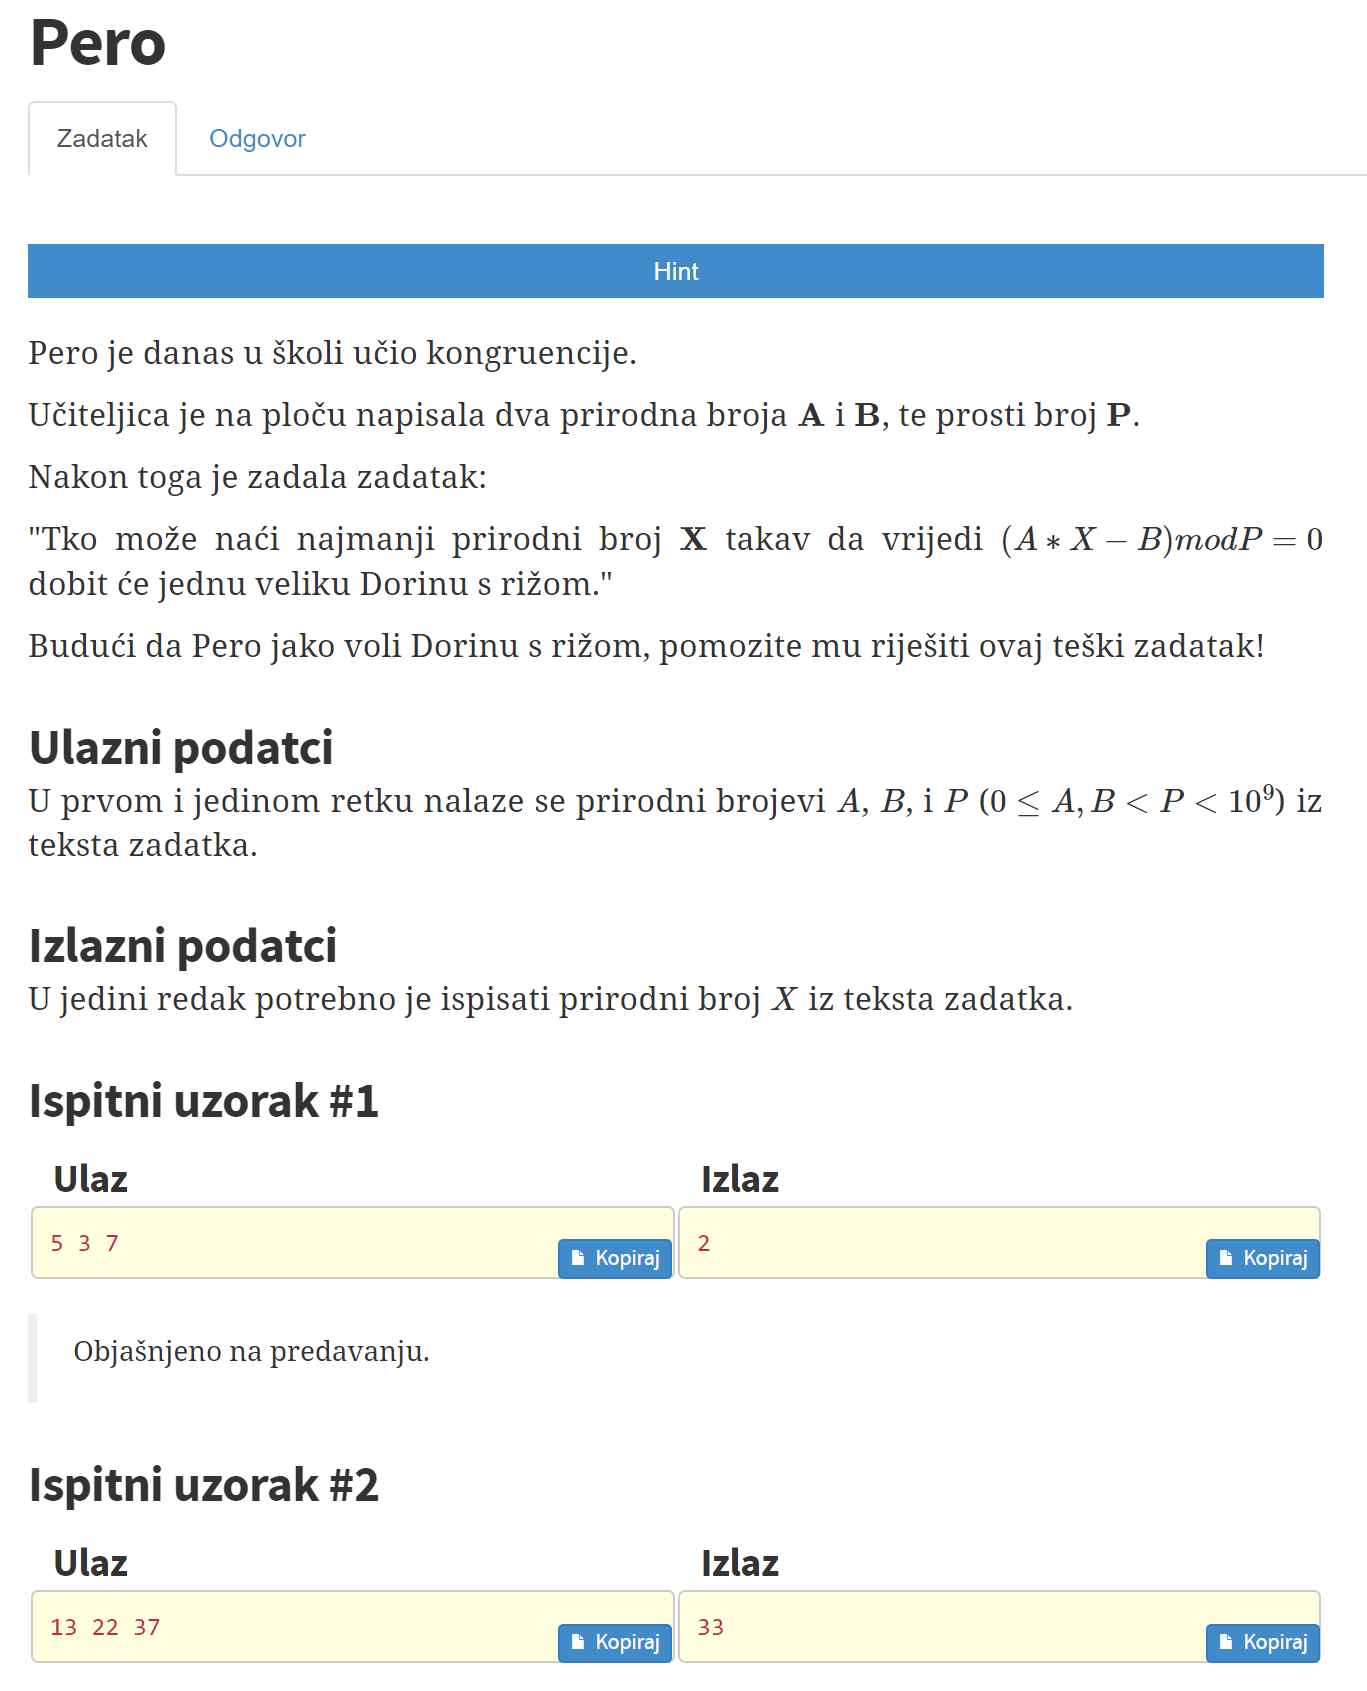 Pero
Zadatak
Odgovor
Hint
Pero je danas u školi učio kongruencije.
Učiteljica je na ploču napisala dva prirodna broja A i B, te prosti broj P.
Nakon toga je zadala zadatak:
"Tko može naći najmanji prirodni broj X takav da vrijedi (A * X − B)modP = 0
dobit će jednu veliku Dorinu s rižom."
Budući da Pero jako voli Dorinu s rižom, pomozite mu riješiti ovaj teški zadatak!
Ulazni podatci
U prvom i jedinom retku nalaze se prirodni brojevi A, B, i P (0 ≤ A, B < P < 10⁹) iz
teksta zadatka.
Izlazni podatci
U jedini redak potrebno je ispisati prirodni broj X iz teksta zadatka.
Ispitni uzorak #1
Ulaz
5 3 7
Kopiraj
Izlaz
2
Kopiraj
Objašnjeno na predavanju.
Ispitni uzorak #2
Ulaz
13 22 37
Kopiraj
Izlaz
33
Kopiraj